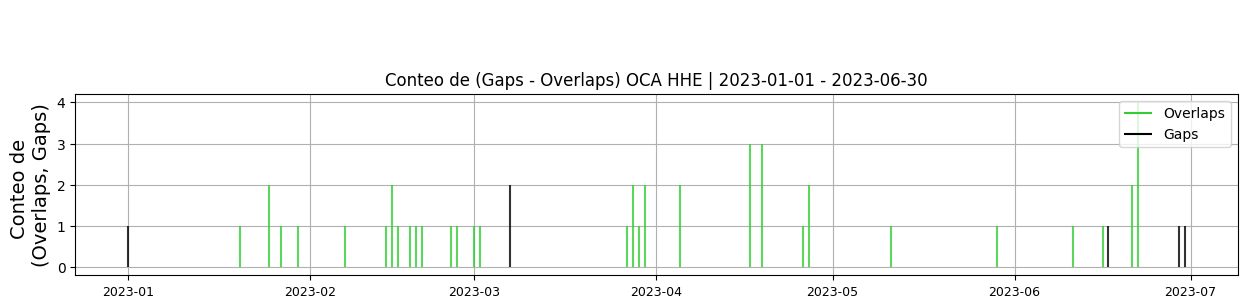 Conteo de (Gaps - Overlaps) OCA HHE | 2023-01-01 - 2023-06-30
Conteo de
(Overlaps, Gaps)
4
3
2
1
0
Overlaps
Gaps
2023-01
2023-02
2023-03
2023-04
2023-05
2023-06
2023-07